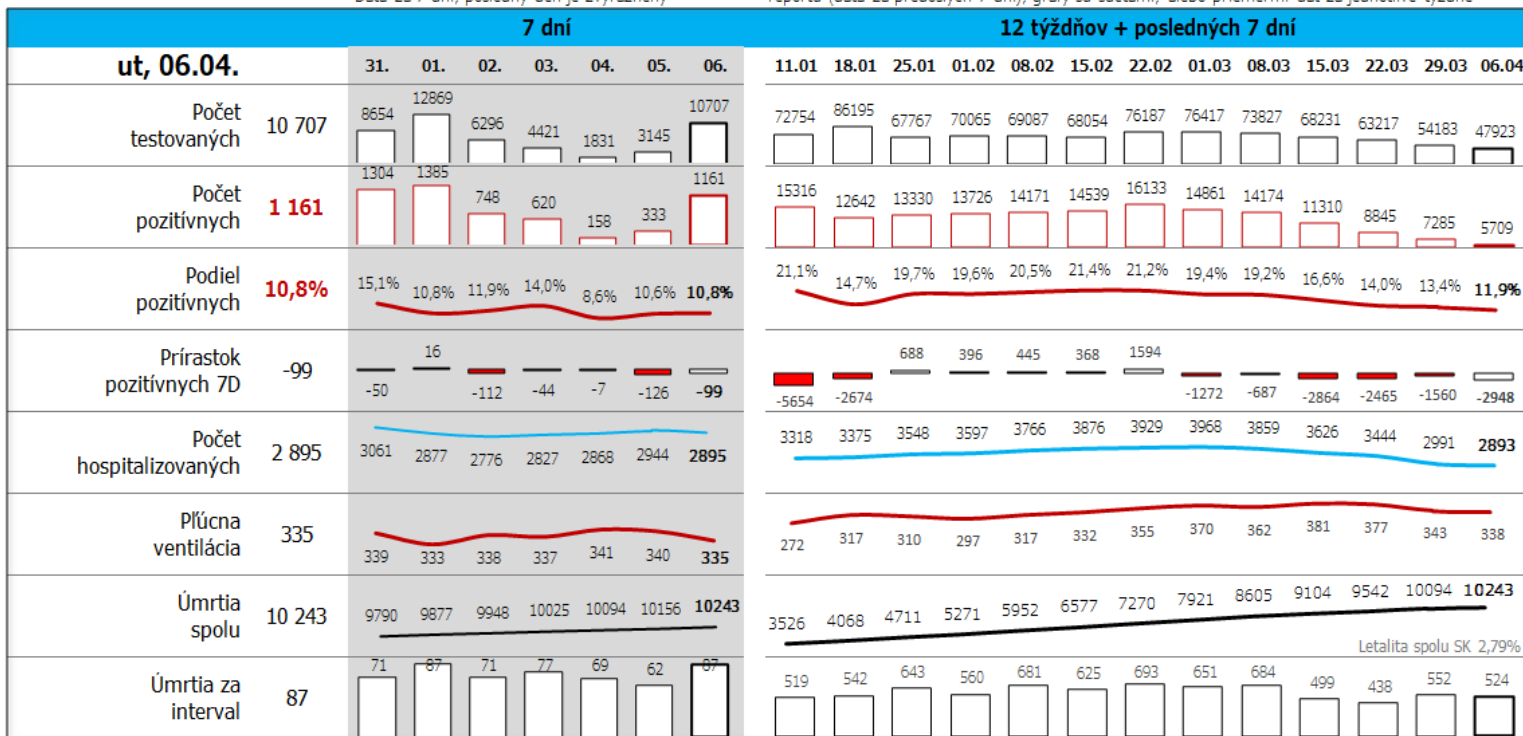 7 dní 12 týždňov + posledných 7 dní
ut, 06.04. 31. 01. 02. 03. 04. 05. 06. 11.01 18.01 25.01 01.02 08.02 15.02 22.02 01.03 08.03 15.03 22.03 29.03 06.04
Počet testovaných 10 707 8654 12869 6296 4421 1831 3145 10707 72754 86195 67767 70065 69087 68054 76187 76417 73827 68231 63217 54183 47923
Počet pozitívnych 1 161 1304 1385 748 620 158 333 1161 15316 12642 13330 13726 14171 14539 16133 14861 14174 11310 8845 7285 5709
Podiel pozitívnych 10,8% 15,1% 10,8% 11,9% 14,0% 8,6% 10,6% 10,8% 21,1% 14,7% 19,7% 19,6% 20,5% 21,4% 21,2% 19,4% 19,2% 16,6% 14,0% 13,4% 11,9%
Prírastok pozitívnych 7D -99 -50 16 -112 -44 -7 -126 -99 -5654 -2674 688 396 445 368 1594 -1272 -687 -2864 -2465 -1560 -2948
Počet hospitalizovaných 2 895 3061 2877 2776 2827 2868 2944 2895 3318 3375 3548 3597 3766 3876 3929 3968 3859 3626 3444 2991 2893
Pľúcna ventilácia 335 339 333 338 337 341 340 335 272 317 310 297 317 332 355 370 362 381 377 343 338
Úmrtia spolu 10 243 9790 9877 9948 10025 10094 10156 10243 3526 4068 4711 5271 5952 6577 7270 7921 8605 9104 9542 10094 10243
Letalita spolu SK 2,79%
Úmrtia za interval 87 71 87 71 77 69 62 87 519 542 643 560 681 625 693 651 684 499 438 552 524